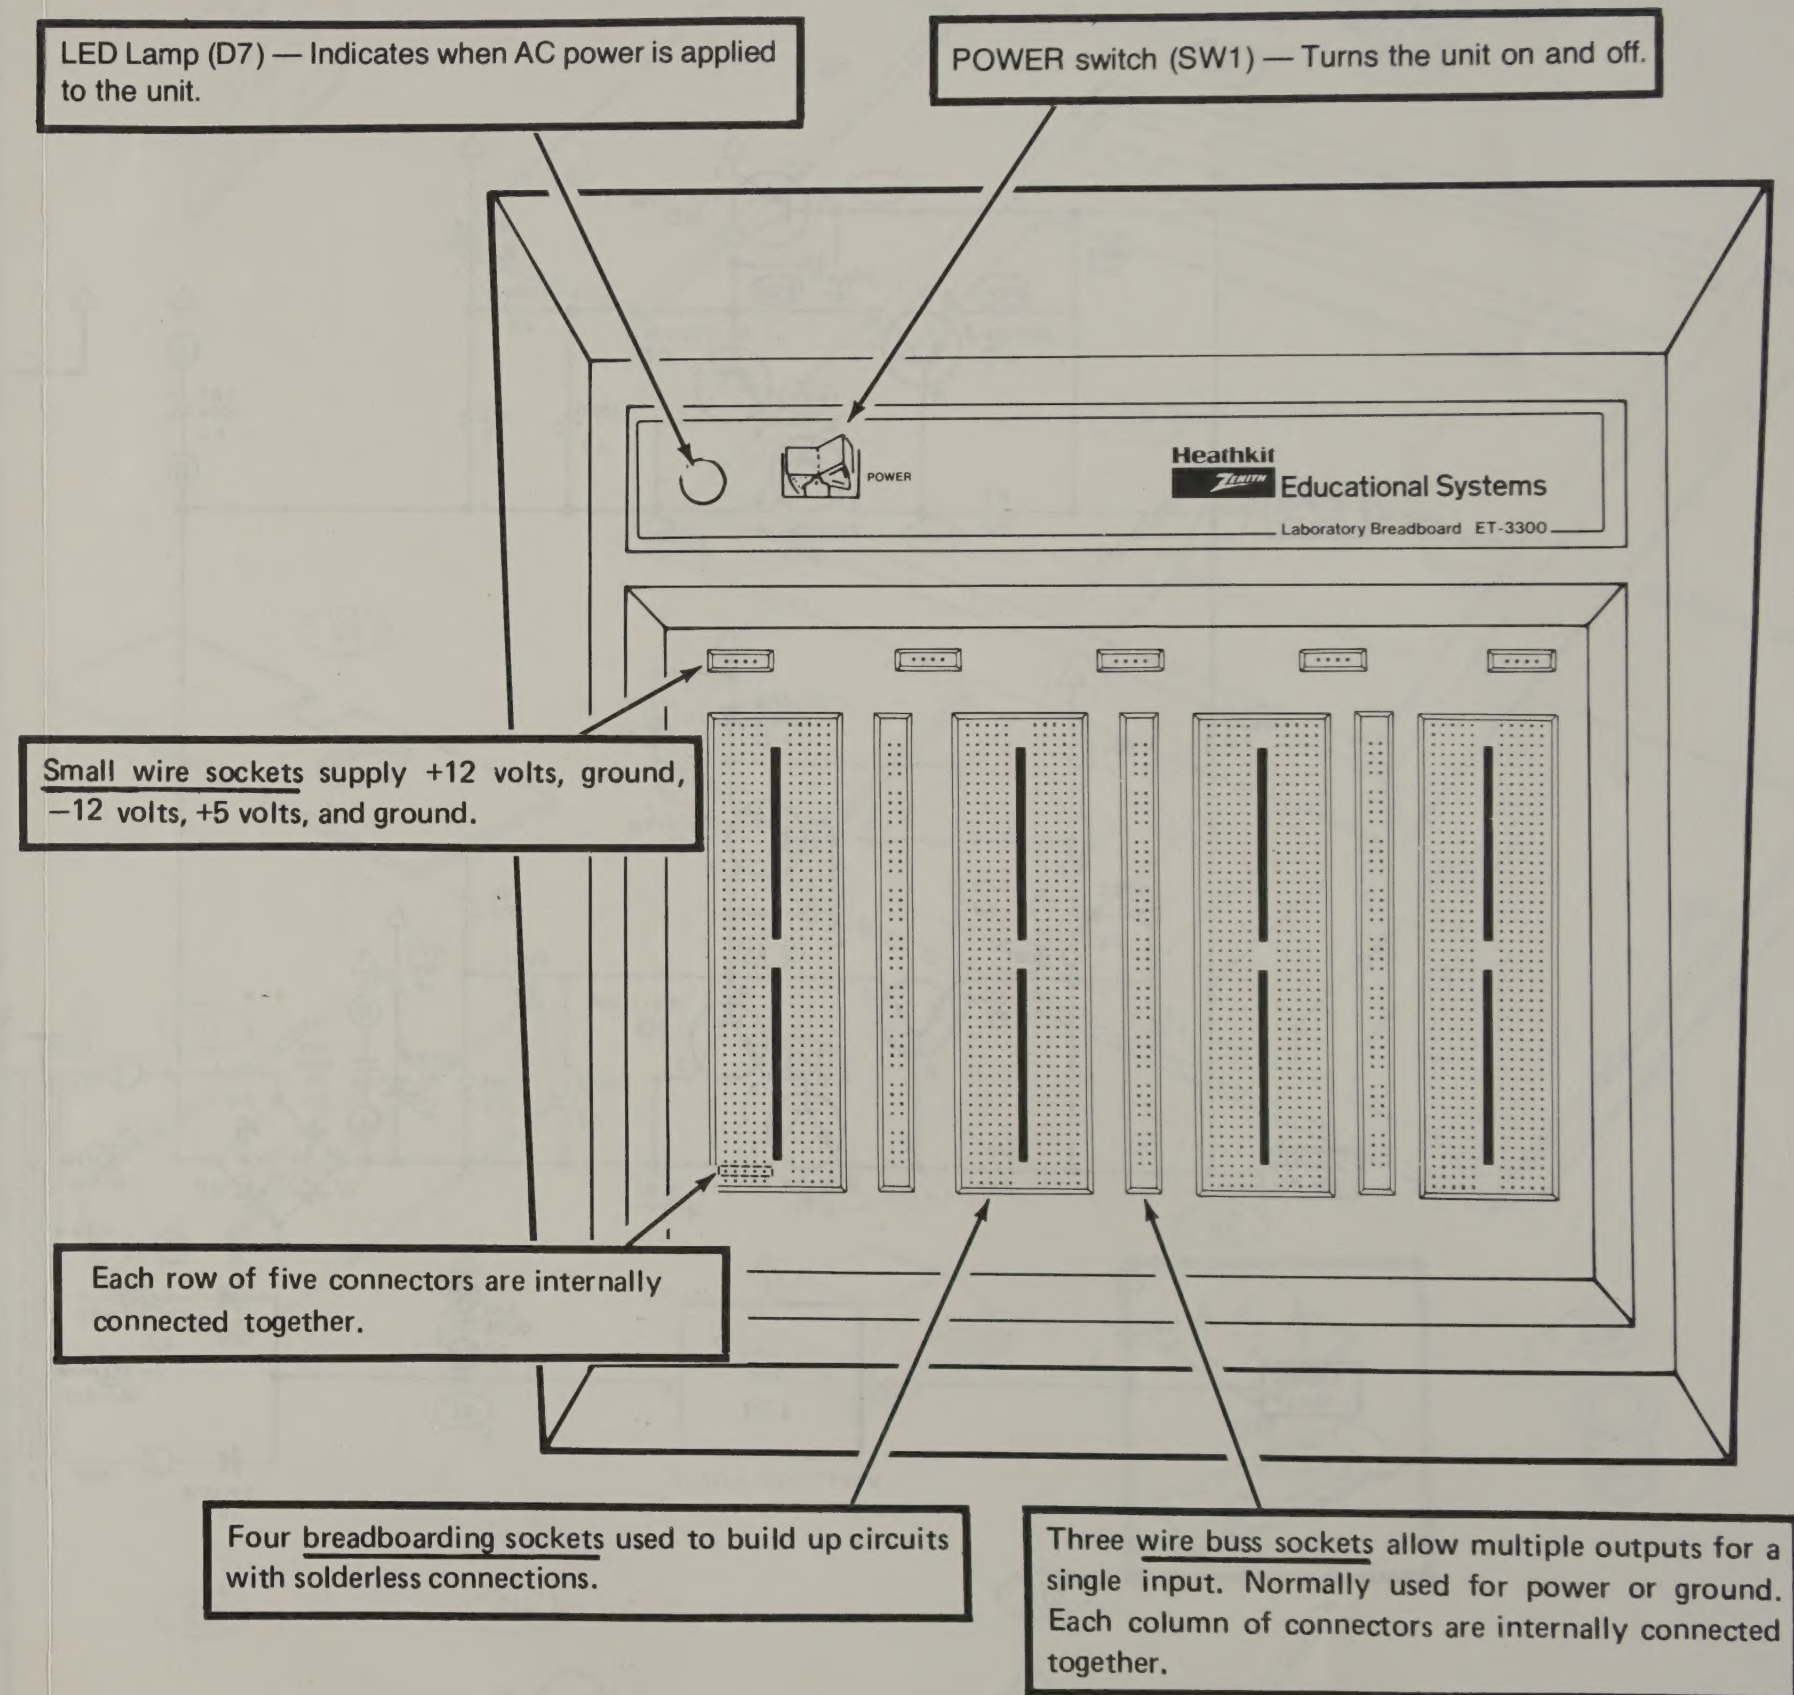 LED Lamp (D7) — Indicates when AC power is applied
to the unit.
POWER switch (SW1) — Turns the unit on and off.
POWER
Heathkit
ZENITH
Educational Systems
Laboratory Breadboard ET-3300
Small wire sockets supply +12 volts, ground,
—12 volts, +5 volts, and ground.
Each row of five connectors are internally
connected together.
Four breadboarding sockets used to build up circuits
with solderless connections.
Three wire buss sockets allow multiple outputs for a
single input. Normally used for power or ground.
Each column of connectors are internally connected
together.